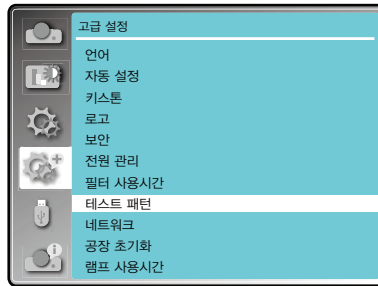 고급 설정
언어
자동 설정
키스톤
로고
보안
전원 관리
필터 사용시간
테스트 패턴
네트워크
공장 초기화
램프 사용시간